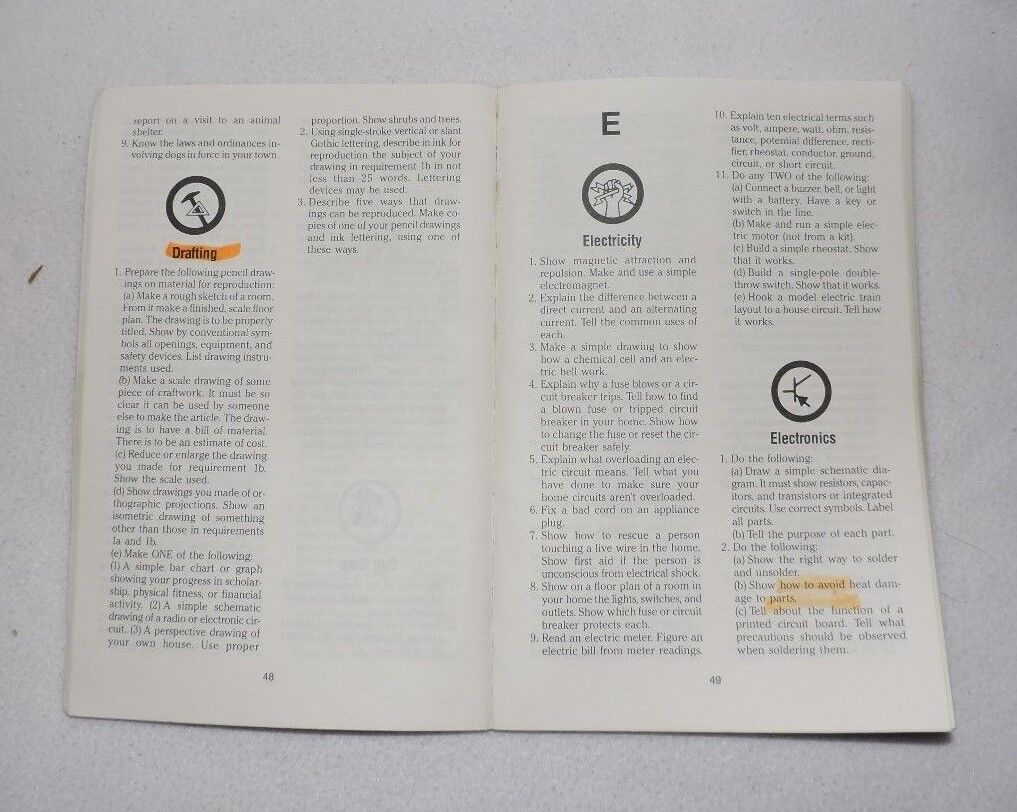 report on a visit to an animal
shelter.
9. Know the laws and ordinances in-
volving dogs in force in your town.
Drafting
1. Prepare the following pencil draw-
ings on material for reproduction:
(a) Make a rough sketch of a room.
From it make a finished, scale floor
plan. The drawing is to be properly
titled. Show by conventional sym-
bols all openings, equipment, and
safety devices. List drawing instru-
ments used.
(b) Make a scale drawing of some
piece of craftwork. It must be so
clear it can be used by someone
else to make the article. The draw-
ing is to have a bill of material.
There is to be an estimate of cost.
(c) Reduce or enlarge the drawing
you made for requirement 1b.
Show the scale used.
(d) Show drawings you made of or-
thographic projections. Show an
isometric drawing of something
other than those in requirements
1a and 1b.
(e) Make ONE of the following:
(1) A simple bar chart or graph
showing your progress in scholar-
ship, physical fitness, or financial
activity. (2) A simple schematic
drawing of a radio or electronic cir-
cuit. (3) A perspective drawing of
your own house. Use proper
proportion. Show shrubs and trees.
2. Using single-stroke vertical or slant
Gothic lettering, describe in ink for
reproduction the subject of your
drawing in requirement 1b in not
less than 25 words. Lettering
devices may be used.
3. Describe five ways that draw-
ings can be reproduced. Make co-
pies of one of your pencil drawings
and ink lettering, using one of
these ways.
48
E
Electricity
1. Show magnetic attraction and
repulsion. Make and use a simple
electromagnet.
2. Explain the difference between a
direct current and an alternating
current. Tell the common uses of
each.
3. Make a simple drawing to show
how a chemical cell and an elec-
tric bell work.
4. Explain why a fuse blows or a cir-
cuit breaker trips. Tell how to find
a blown fuse or tripped circuit
breaker in your home. Show how
to change the fuse or reset the cir-
cuit breaker safely.
5. Explain what overloading an elec-
tric circuit means. Tell what you
have done to make sure your
home circuits aren't overloaded.
6. Fix a bad cord on an appliance
plug.
7. Show how to rescue a person
touching a live wire in the home.
Show first aid if the person is
unconscious from electrical shock.
8. Show on a floor plan of a room in
your home the lights, switches, and
outlets. Show which fuse or circuit
breaker protects each.
9. Read an electric meter. Figure an
electric bill from meter readings.
10. Explain ten electrical terms such
as volt, ampere, watt, ohm, resis-
tance, potential difference, recti-
fier, rheostat, conductor, ground,
circuit, or short circuit.
11. Do any TWO of the following:
(a) Connect a buzzer, bell, or light
with a battery. Have a key or
switch in the line.
(b) Make and run a simple elec-
tric motor (not from a kit).
(c) Build a simple rheostat. Show
that it works.
(d) Build a single-pole double-
throw switch. Show that it works.
(e) Hook a model electric train
layout to a house circuit. Tell how
it works.
Electronics
1. Do the following:
(a) Draw a simple schematic dia-
gram. It must show resistors, capac-
itors, and transistors or integrated
circuits. Use correct symbols. Label
all parts.
(b) Tell the purpose of each part.
2. Do the following:
(a) Show the right way to solder
and unsolder.
(b) Show how to avoid heat dam-
age to parts.
(c) Tell about the function of a
printed circuit board. Tell what
precautions should be observed
when soldering them.
49